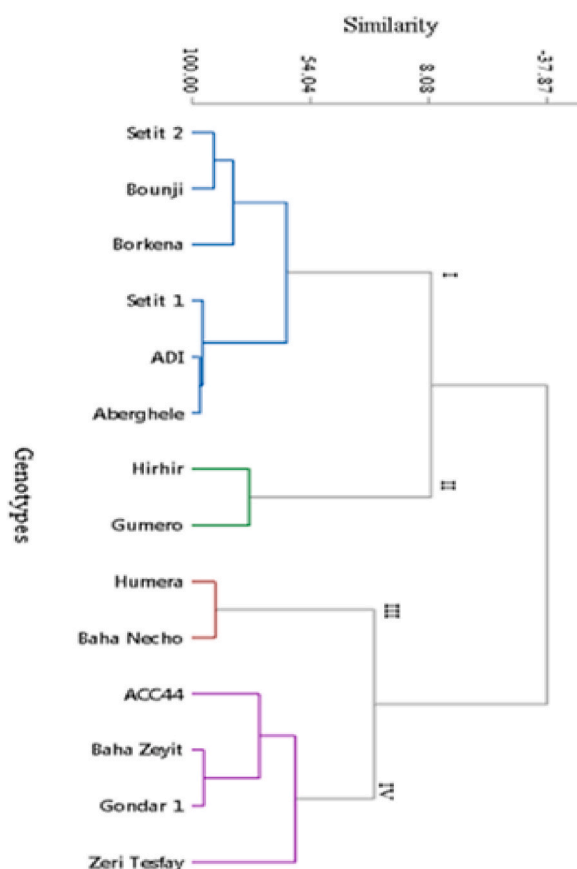 Similarity
100.00
54.04
8.08
-37.87
Setit 2
Bounji
Borkena
Setit 1
ADI
Aberghele
Hirhir
Gumero
Humera
Baha Necho
ACC44
Baha Zeyit
Gondar 1
Zeri Tesfay
I
II
III
IV
Genotypes